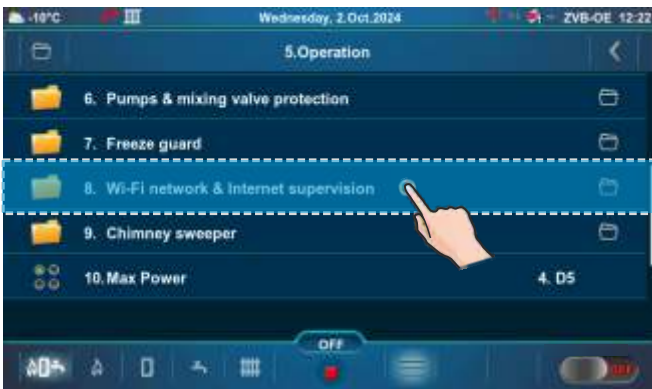 -10°C Wednesday, 2.Oct.2024 ZVB-OE 12:22
5.Operation
6. Pumps & mixing valve protection
7. Freeze guard
8. Wi-Fi network & Internet supervision
9. Chimney sweeper
10. Max Power 4. D5
OFF
OFF